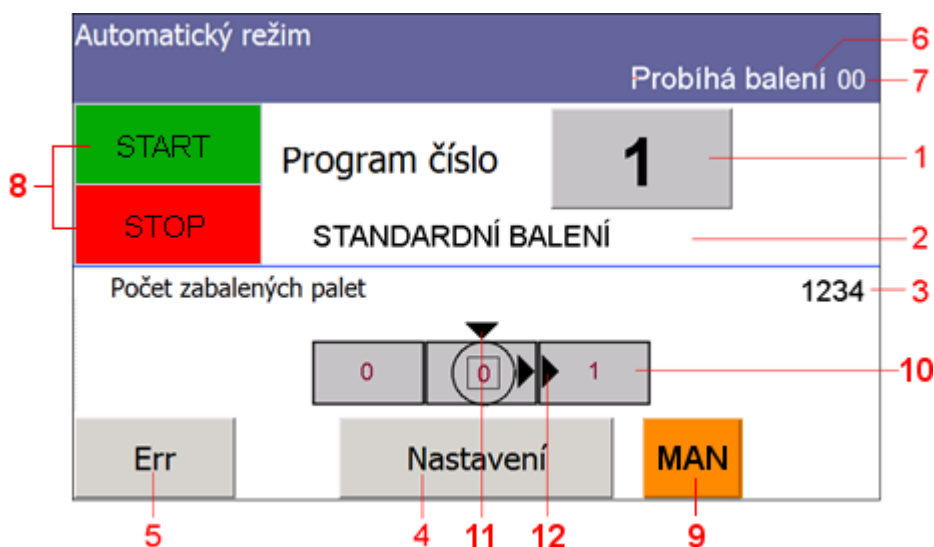 Automatický režim
6
Probíhá balení 00
7
START
Program číslo
1
1
8
STOP
STANDARDNÍ BALENÍ
2
Počet zabalených palet
1234
3
0
0
1
10
Err
Nastavení
MAN
5
4
11
12
9